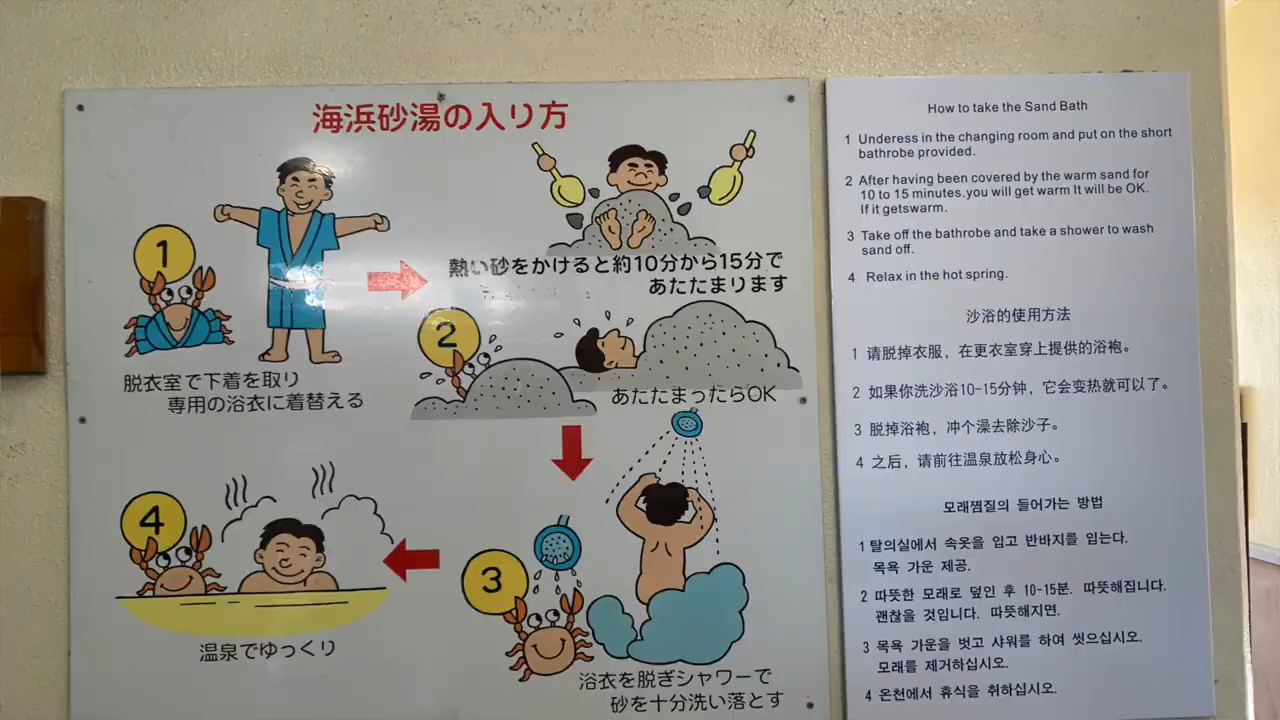 海浜砂湯の入り方
1
脱衣室で下着を取り
専用の浴衣に着替える
熱い砂をかけると約10分から15分で
あたたまります
2
あたたまったらOK
3
浴衣を脱ぎシャワーで
砂を十分洗い落とす
4
温泉でゆっくり
How to take the Sand Bath
1 Underess in the changing room and put on the short
bathrobe provided.
2 After having been covered by the warm sand for
10 to 15 minutes,you will get warm It will be OK.
If it getswarm.
3 Take off the bathrobe and take a shower to wash
sand off.
4 Relax in the hot spring.
沙浴的使用方法
1 请脱掉衣服，在更衣室穿上提供的浴袍。
2 如果你洗沙浴10-15分钟，它会变热就可以了。
3 脱掉浴袍，冲个澡去除沙子。
4 之后，请前往温泉放松身心。
모래찜질의 들어가는 방법
1 탈의실에서 속옷을 입고 반바지를 입는다.
목욕 가운 제공.
2 따뜻한 모래로 덮인 후 10-15분. 따뜻해집니다.
괜찮을 것입니다. 따뜻해지면.
3 목욕 가운을 벗고 샤워를 하여 씻으십시오.
모래를 제거하십시오.
4 온천에서 휴식을 취하십시오.